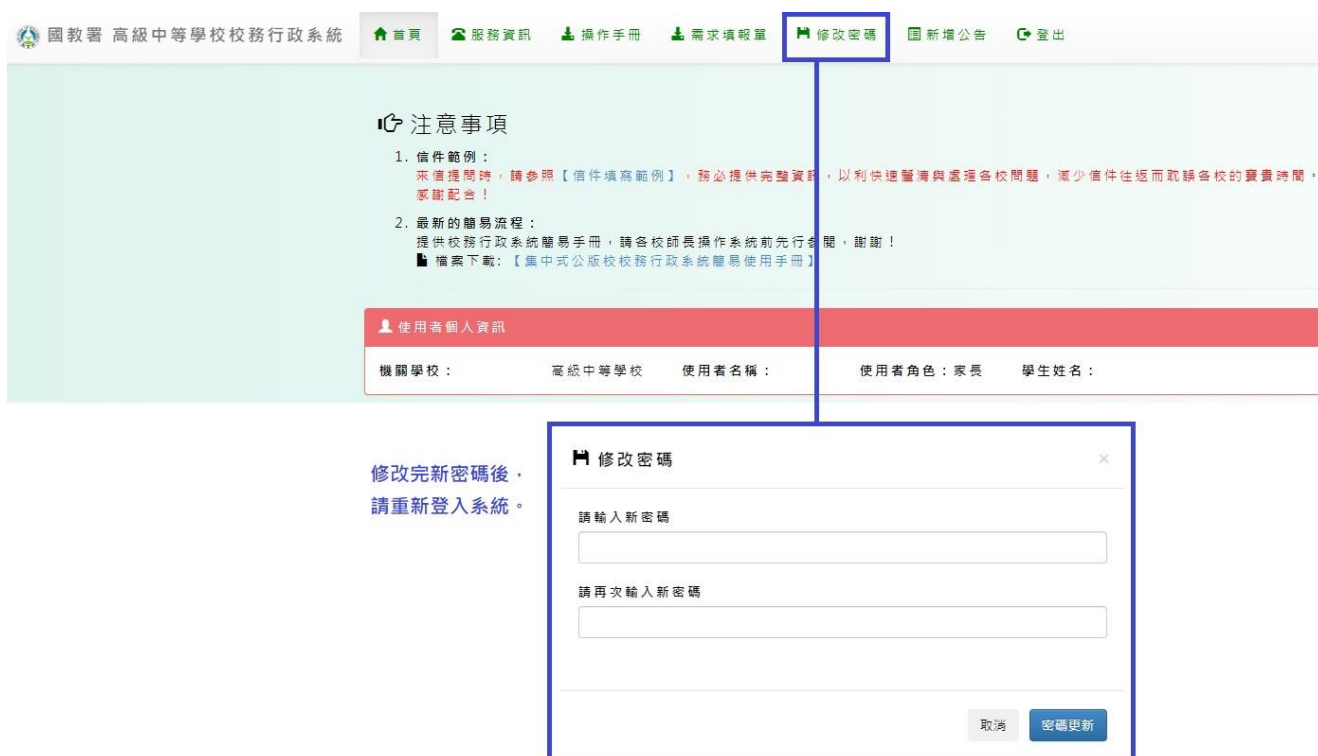 國教署 高級中等學校校務行政系統 首頁 服務資訊 操作手冊 需求填報單 修改密碼 新增公告 登出
注意事項
1. 信件範例：
來信提問時，請參照【信件填寫範例】，務必提供完整資訊，以利快速釐清與處理各校問題，減少信件往返而耽誤各校的寶貴時間。
感謝配合！
2. 最新的簡易流程：
提供校務行政系統簡易手冊，請各校師長操作系統前先行參閱，謝謝！
檔案下載:【集中式公版校校務行政系統簡易使用手冊】
使用者個人資訊
機關學校： 高級中等學校 使用者名稱： 使用者角色：家長 學生姓名：
修改密碼 ×
修改完新密碼後，
請重新登入系統。
請輸入新密碼
請再次輸入新密碼
取消 密碼更新